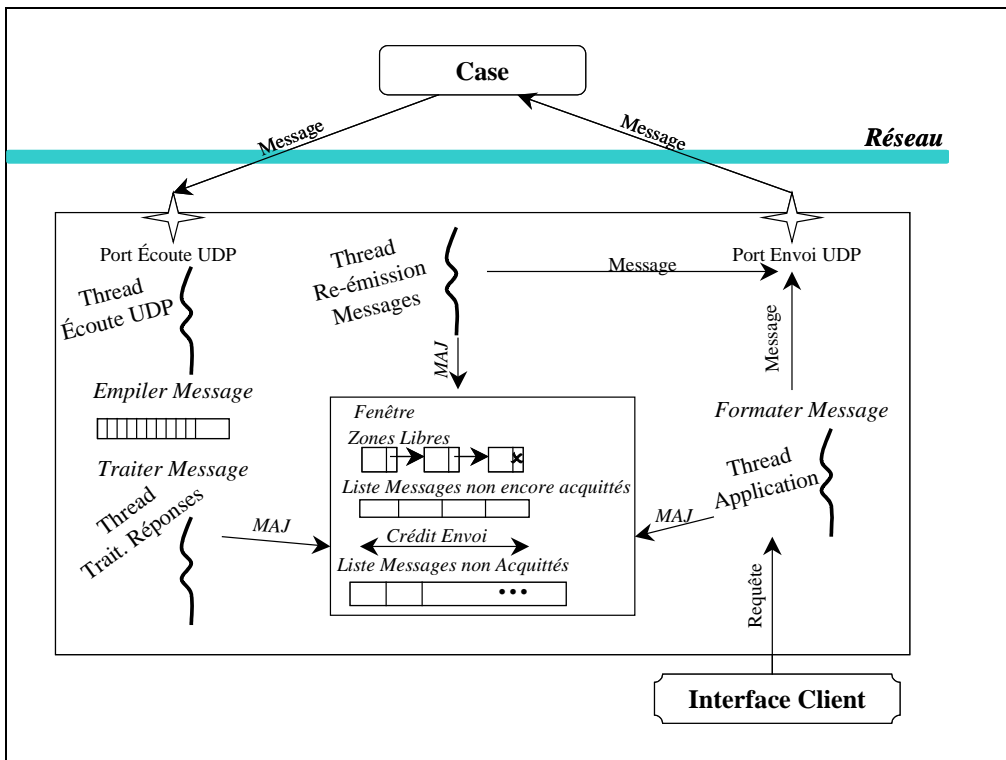 Case
Message
Message
Réseau
Port Écoute UDP
Thread
Écoute UDP
Thread
Re-émission
Messages
Message
Port Envoi UDP
MAJ
Message
Empiler Message
Formater Message
Traiter Message
Thread
Trait. Réponses
MAJ
Fenêtre
Zones Libres
Liste Messages non encore acquittés
Crédit Envoi
Liste Messages non Acquittés
•••
Thread
Application
MAJ
Requête
Interface Client